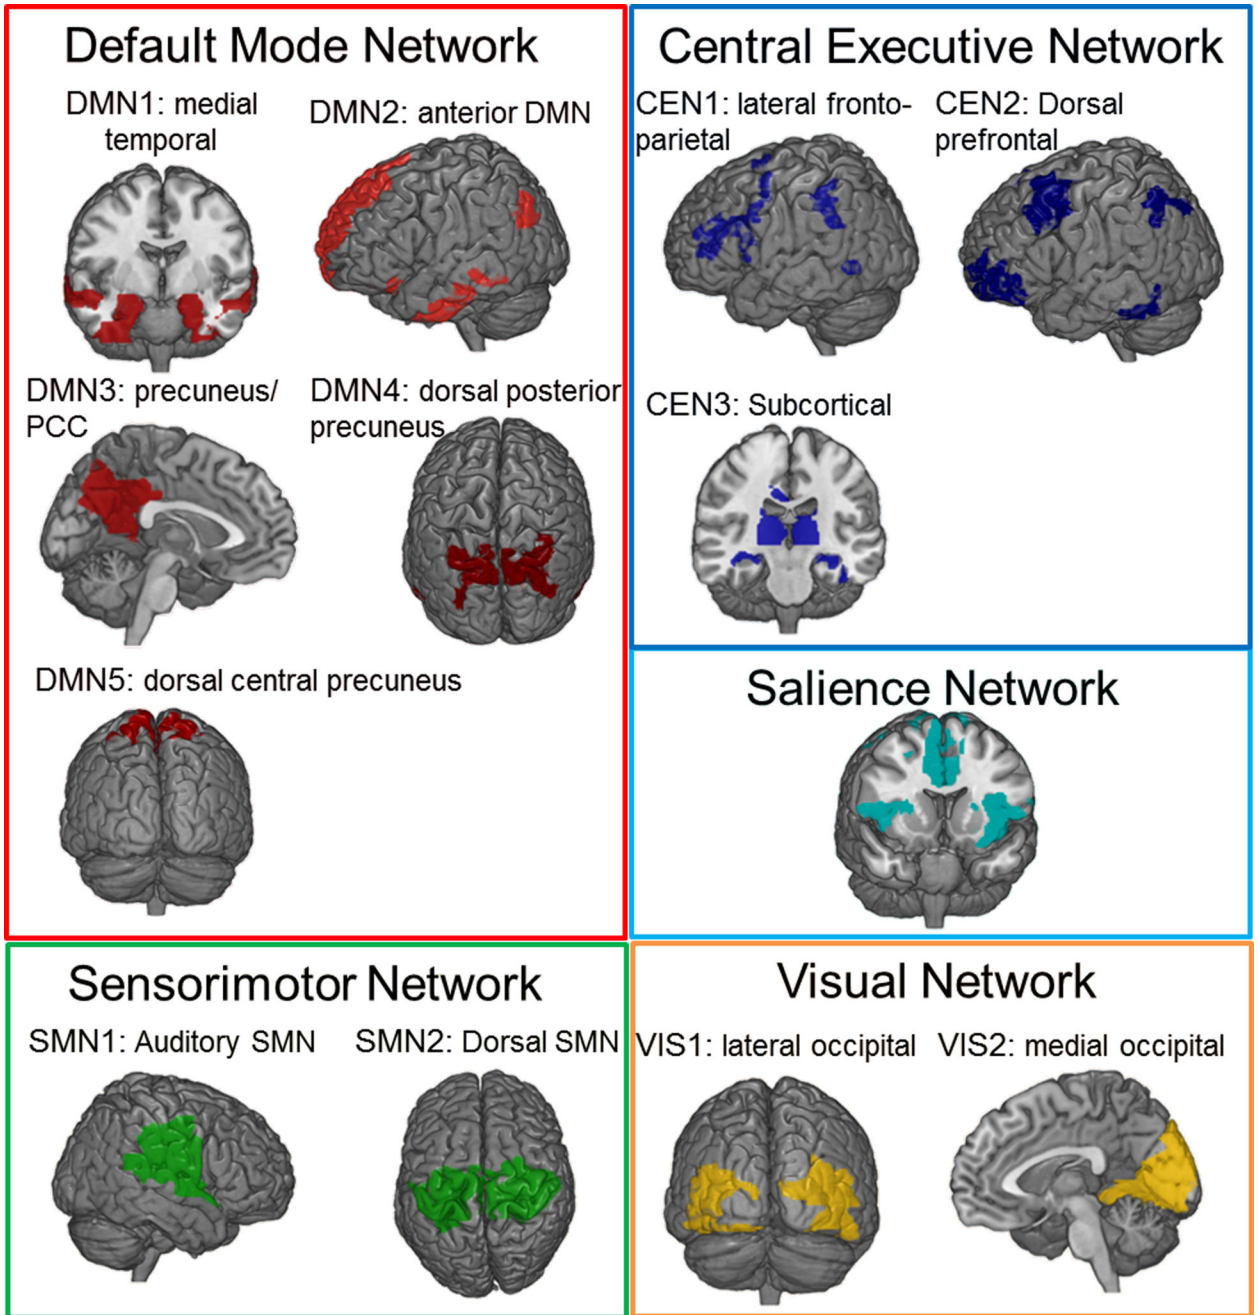 Default Mode Network
DMN1: medial
temporal
DMN2: anterior DMN
DMN3: precuneus/
PCC
DMN4: dorsal posterior
precuneus
DMN5: dorsal central precuneus
Central Executive Network
CEN1: lateral fronto-
parietal
CEN2: Dorsal
prefrontal
CEN3: Subcortical
Salience Network
Sensorimotor Network
SMN1: Auditory SMN
SMN2: Dorsal SMN
Visual Network
VIS1: lateral occipital
VIS2: medial occipital